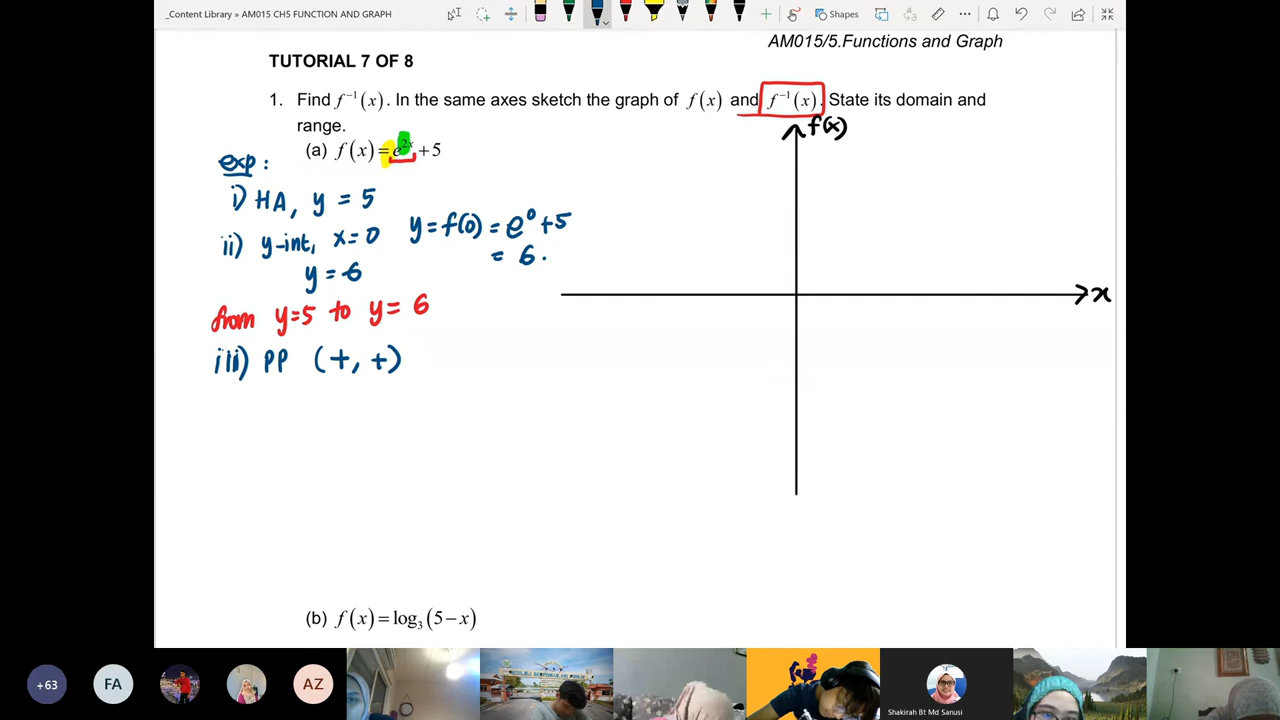 _Content Library » AM015 CH5 FUNCTION AND GRAPH
Shapes
AM015/5.Functions and Graph
TUTORIAL 7 OF 8
1. Find f⁻¹(x). In the same axes sketch the graph of f(x) and f⁻¹(x). State its domain and
range.
(a) f(x) = e²ˣ + 5
exp :
i) HA, y = 5
ii) y-int, x = 0 y = f(0) = e⁰ + 5
y = 6
= 6 .
from y=5 to y = 6
iii) PP (+, +)
f(x)
x
(b) f(x) = log₃(5 − x)
+63
FA
AZ
Shakirah Bt Md Sanusi